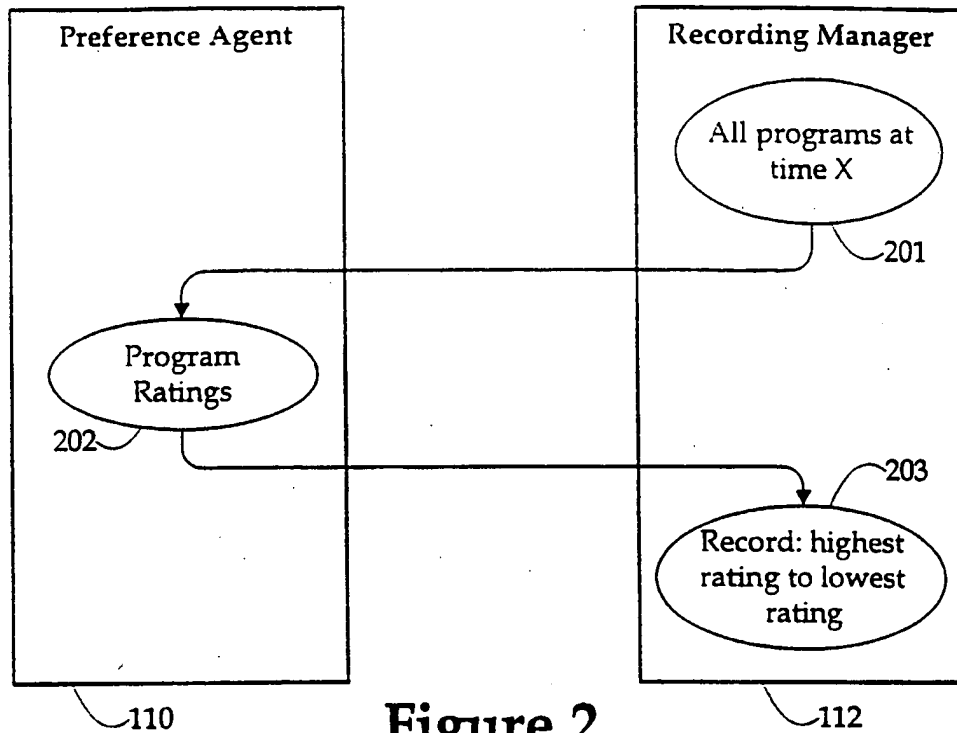 Preference Agent
Recording Manager
All programs at
time X
201
Program
Ratings
202
203
Record: highest
rating to lowest
rating
110
Figure 2
112